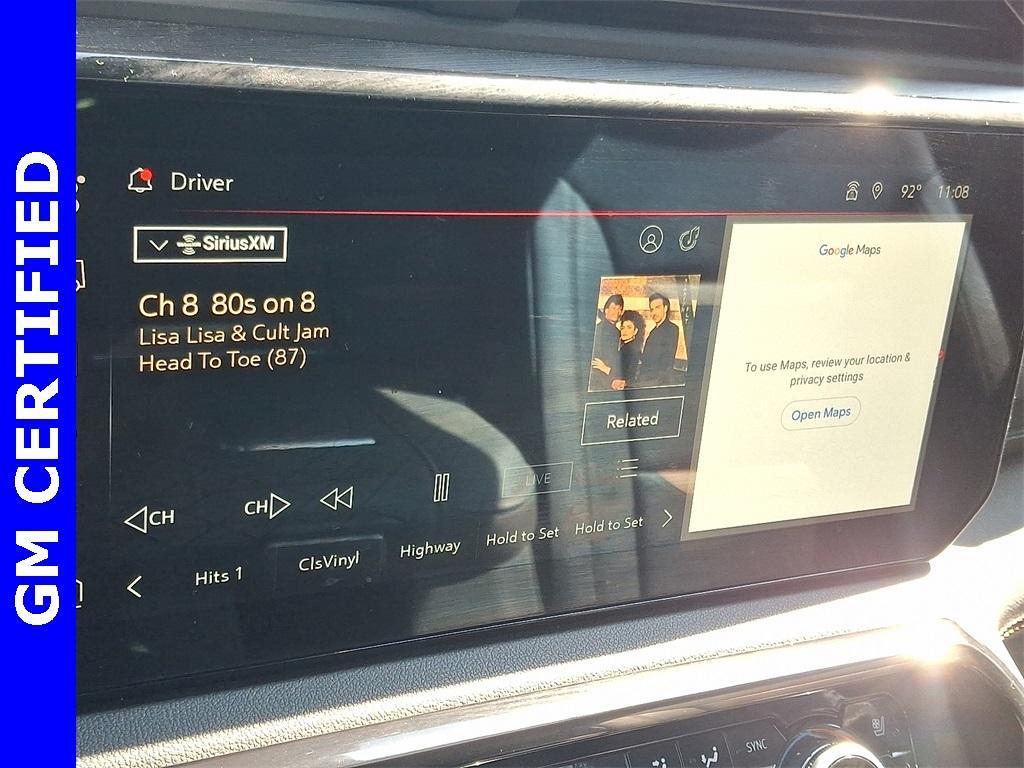 GM CERTIFIED
Driver
92° 11:08
SiriusXM
Ch 8 80s on 8
Lisa Lisa & Cult Jam
Head To Toe (87)
Related
Google Maps
To use Maps, review your location &
privacy settings
Open Maps
CH
CH
LIVE
Hits 1
ClsVinyl
Highway
Hold to Set
Hold to Set
SYNC